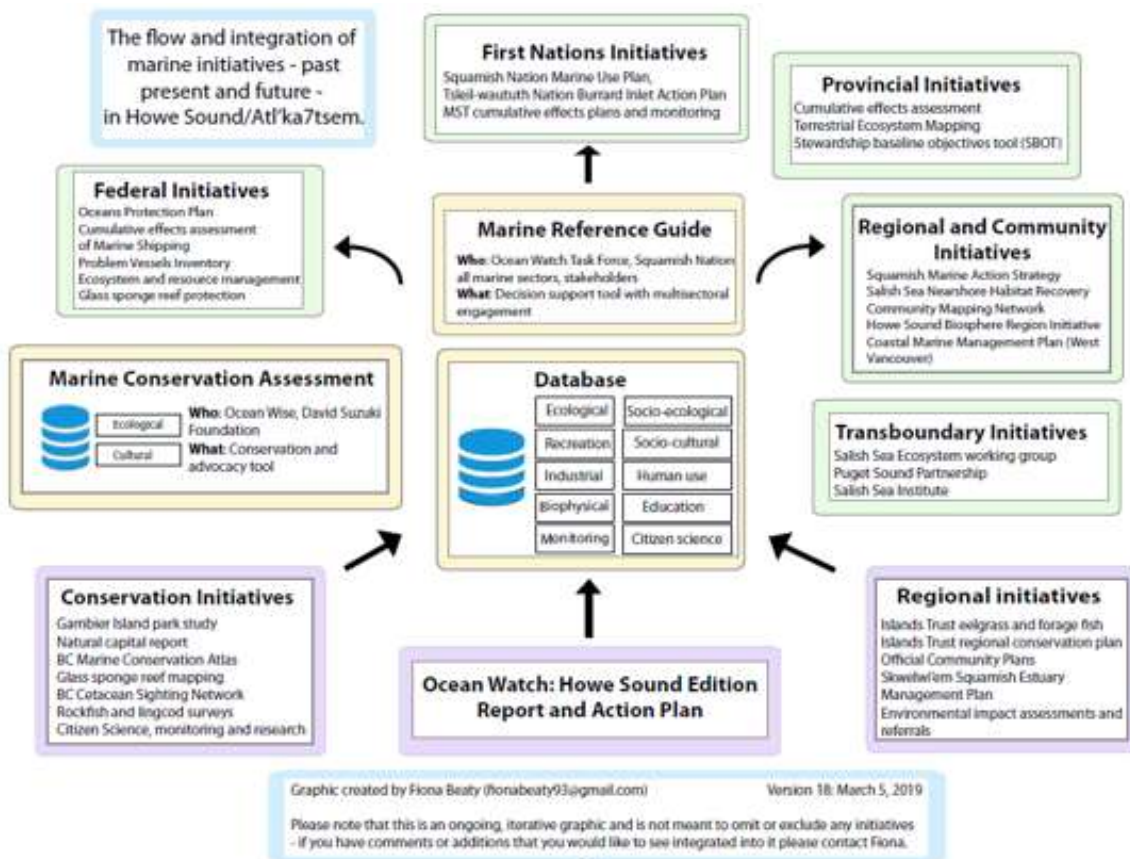 The flow and integration of
marine initiatives - past
present and future -
in Howe Sound/Atl'ka7tsem.
First Nations Initiatives
Squamish Nation Marine Use Plan,
Tsleil-waututh Nation Burrard Inlet Action Plan
MST cumulative effects plans and monitoring
Provincial Initiatives
Cumulative effects assessment
Terrestrial Ecosystem Mapping
Stewardship baseline objectives tool (SBOT)
Federal Initiatives
Oceans Protection Plan
Cumulative effects assessment
of Marine Shipping
Problem Vessels Inventory
Ecosystem and resource management
Glass sponge reef protection
Marine Reference Guide
Who: Ocean Watch Task Force, Squamish Nation
all marine sectors, stakeholders
What: Decision support tool with multisectoral
engagement
Regional and Community
Initiatives
Squamish Marine Action Strategy
Salish Sea Nearshore Habitat Recovery
Community Mapping Network
Howe Sound Biosphere Region Initiative
Coastal Marine Management Plan (West
Vancouver)
Marine Conservation Assessment
Ecological
Cultural
Who: Ocean Wise, David Suzuki
Foundation
What: Conservation and
advocacy tool
Database
Ecological
Socio-ecological
Recreation
Socio-cultural
Industrial
Human use
Biophysical
Education
Monitoring
Citizen science
Transboundary Initiatives
Salish Sea Ecosystem working group
Puget Sound Partnership
Salish Sea Institute
Conservation Initiatives
Gambier Island park study
Natural capital report
BC Marine Conservation Atlas
Glass sponge reef mapping
BC Cetacean Sighting Network
Rockfish and lingcod surveys
Citizen Science, monitoring and research
Ocean Watch: Howe Sound Edition
Report and Action Plan
Regional initiatives
Islands Trust eelgrass and forage fish
Islands Trust regional conservation plan
Official Community Plans
Skwelwi'em Squamish Estuary
Management Plan
Environmental impact assessments and
referrals
Graphic created by Fiona Beaty (fionabeaty93@gmail.com) Version 18: March 5, 2019
Please note that this is an ongoing, iterative graphic and is not meant to omit or exclude any initiatives
- if you have comments or additions that you would like to see integrated into it please contact Fiona.